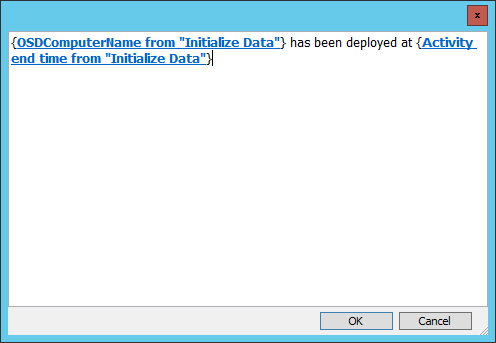 x
{OSDComputerName from "Initialize Data"} has been deployed at {Activity
end time from "Initialize Data"}
OK
Cancel